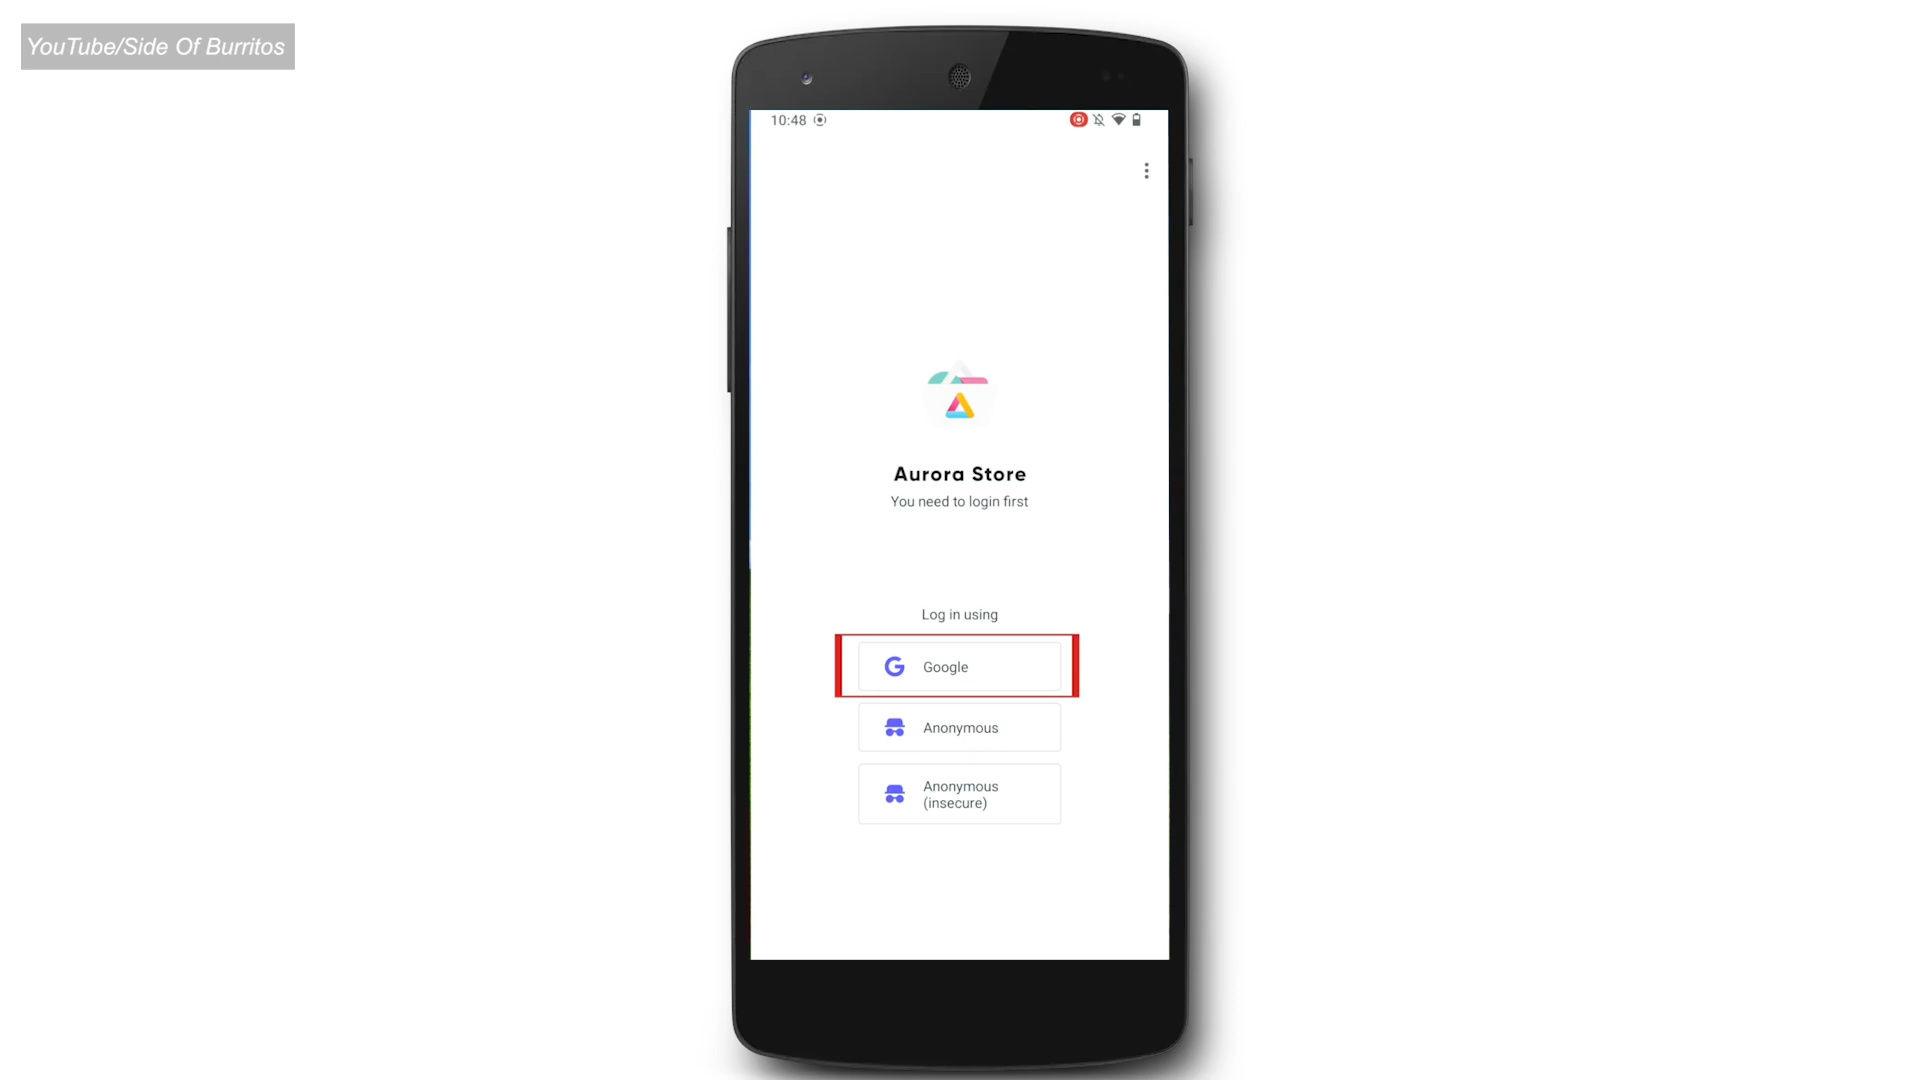 YouTube/Side Of Burritos
10:48
Aurora Store
You need to login first
Log in using
Google
Anonymous
Anonymous
(insecure)